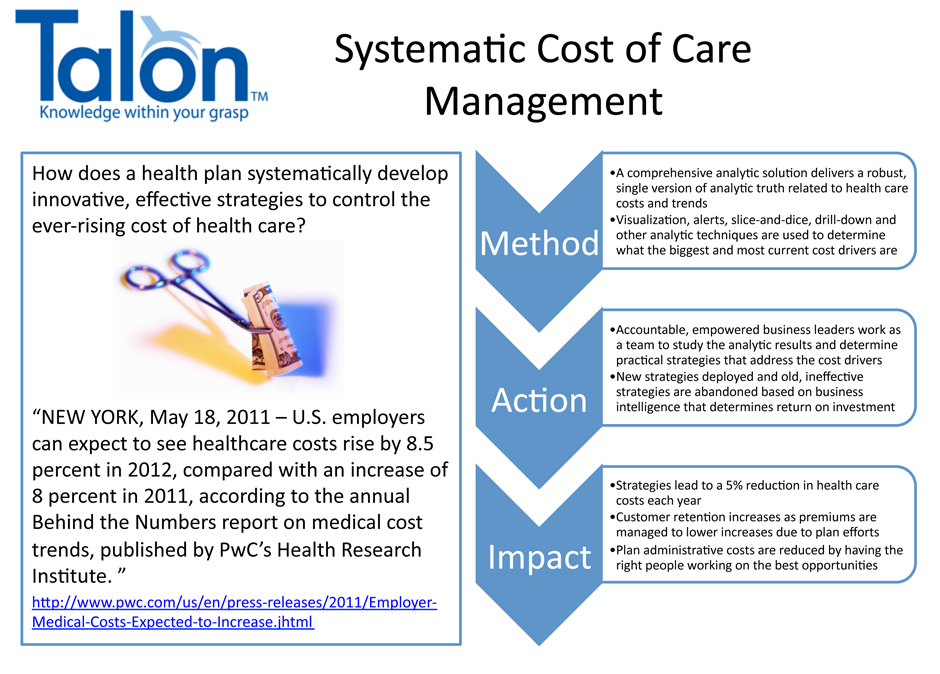 Talon TM
Knowledge within your grasp
Systematic Cost of Care
Management
How does a health plan systematically develop
innovative, effective strategies to control the
ever-rising cost of health care?
“NEW YORK, May 18, 2011 – U.S. employers
can expect to see healthcare costs rise by 8.5
percent in 2012, compared with an increase of
8 percent in 2011, according to the annual
Behind the Numbers report on medical cost
trends, published by PwC’s Health Research
Institute. ”
http://www.pwc.com/us/en/press-releases/2011/Employer-
Medical-Costs-Expected-to-Increase.jhtml
Method
•A comprehensive analytic solution delivers a robust,
single version of analytic truth related to health care
costs and trends
•Visualization, alerts, slice-and-dice, drill-down and
other analytic techniques are used to determine
what the biggest and most current cost drivers are
Action
•Accountable, empowered business leaders work as
a team to study the analytic results and determine
practical strategies that address the cost drivers
•New strategies deployed and old, ineffective
strategies are abandoned based on business
intelligence that determines return on investment
Impact
•Strategies lead to a 5% reduction in health care
costs each year
•Customer retention increases as premiums are
managed to lower increases due to plan efforts
•Plan administrative costs are reduced by having the
right people working on the best opportunities